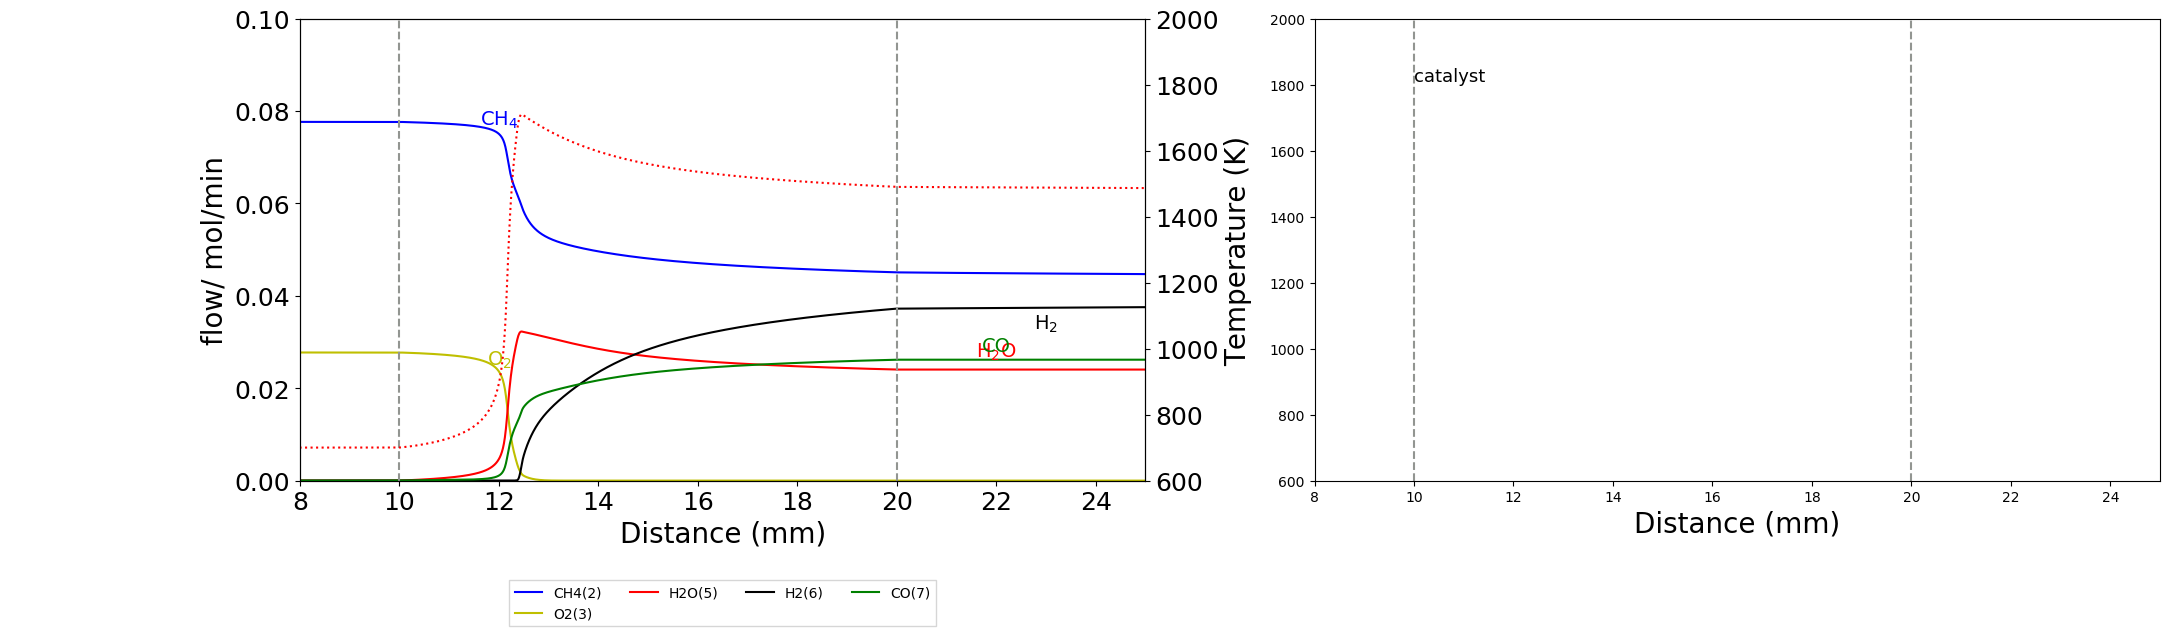 0.10
0.08
0.06
0.04
0.02
0.00
flow/ mol/min
8 10 12 14 16 18 20 22 24
Distance (mm)
CH₄
O₂
H₂
CO
H₂O
2000
1800
1600
1400
1200
1000
800
600
Temperature (K)
CH4(2) H2O(5) H2(6) CO(7)
O2(3)
2000
1800
1600
1400
1200
1000
800
600
catalyst
8 10 12 14 16 18 20 22 24
Distance (mm)